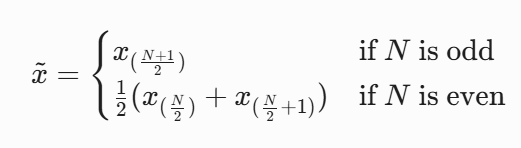 x̃ = { x_((N+1)/2) if N is odd
½(x_(N/2) + x_(N/2 +1)) if N is even